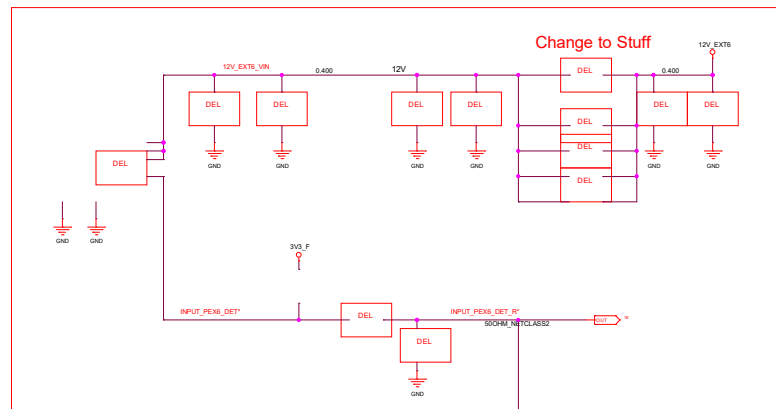 Change to Stuff
12V_EXT6
12V_EXT6_VIN
0.400
12V
DEL
0.400
DEL
DEL
DEL
DEL
DEL
DEL
DEL
DEL
GND
GND
GND
GND
GND
GND
DEL
DEL
GND
GND
3V3_F
INPUT_PEX6_DET*
DEL
INPUT_PEX6_DET_R*
50OHM_NETCLASS2
OUT
DEL
GND